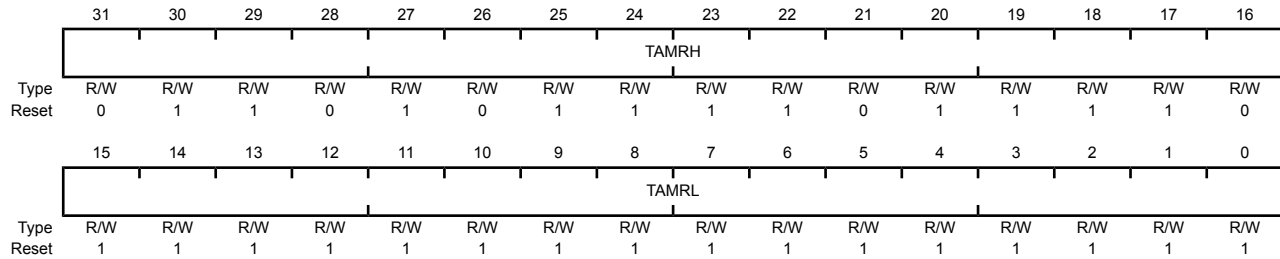 31 30 29 28 27 26 25 24 23 22 21 20 19 18 17 16
TAMRH
Type R/W R/W R/W R/W R/W R/W R/W R/W R/W R/W R/W R/W R/W R/W R/W R/W
Reset 0 1 1 0 1 0 1 1 1 1 0 1 1 1 1 0
15 14 13 12 11 10 9 8 7 6 5 4 3 2 1 0
TAMRL
Type R/W R/W R/W R/W R/W R/W R/W R/W R/W R/W R/W R/W R/W R/W R/W R/W
Reset 1 1 1 1 1 1 1 1 1 1 1 1 1 1 1 1